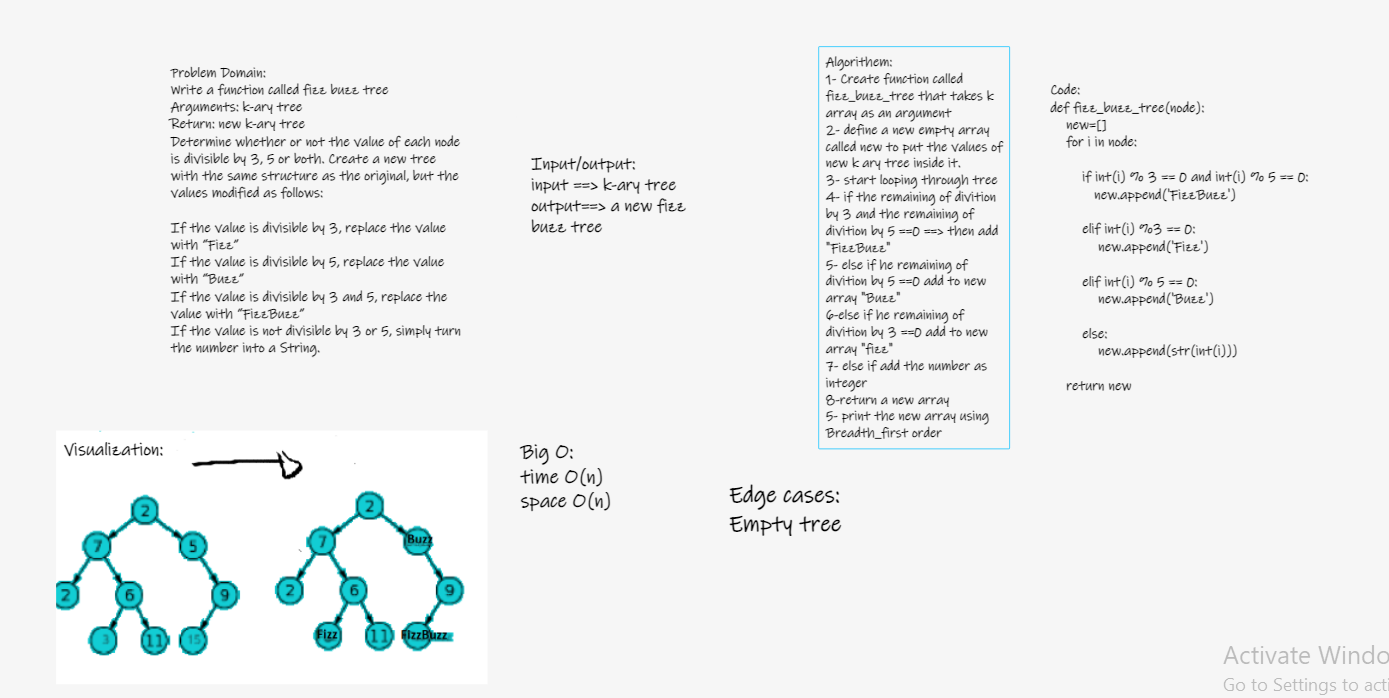 Problem Domain:
Write a function called fizz buzz tree
Arguments: k-ary tree
Return: new k-ary tree
Determine whether or not the value of each node
is divisible by 3, 5 or both. Create a new tree
with the same structure as the original, but the
values modified as follows:
If the value is divisible by 3, replace the value
with “Fizz”
If the value is divisible by 5, replace the value
with “Buzz”
If the value is divisible by 3 and 5, replace the
value with “FizzBuzz”
If the value is not divisible by 3 or 5, simply turn
the number into a String.
Input/output:
input ==> k-ary tree
output==> a new fizz
buzz tree
Algorithem:
1- Create function called
fizz_buzz_tree that takes k
array as an argument
2- define a new empty array
called new to put the values of
new k ary tree inside it.
3- start looping through tree
4- if the remaining of divition
by 3 and the remaining of
divition by 5 ==0 ==> then add
"FizzBuzz"
5- else if he remaining of
divition by 5 ==0 add to new
array "Buzz"
6-else if he remaining of
divition by 3 ==0 add to new
array "fizz"
7- else if add the number as
integer
8-return a new array
5- print the new array using
Breadth_first order
Code:
def fizz_buzz_tree(node):
new=[]
for i in node:
if int(i) % 3 == 0 and int(i) % 5 == 0:
new.append('FizzBuzz')
elif int(i) %3 == 0:
new.append('Fizz')
elif int(i) % 5 == 0:
new.append('Buzz')
else:
new.append(str(int(i)))
return new
Visualization:
2
7 5
2 6 9
3 11 15
2
7 Buzz
2 6 9
Fizz 11 FizzBuzz
Big O:
time O(n)
space O(n)
Edge cases:
Empty tree
Activate Windo
Go to Settings to acti